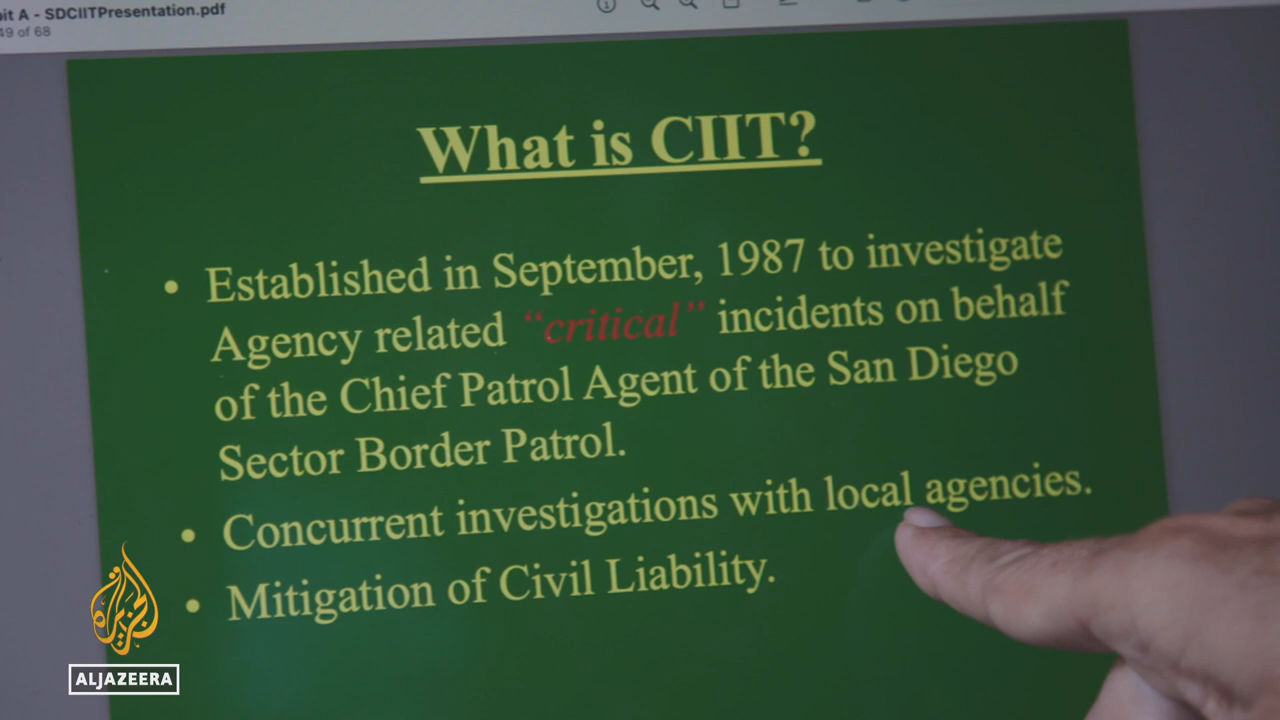 bit A - SDCIITPresentation.pdf
49 of 68
What is CIIT?
• Established in September, 1987 to investigate
Agency related “critical” incidents on behalf
of the Chief Patrol Agent of the San Diego
Sector Border Patrol.
• Concurrent investigations with local agencies.
• Mitigation of Civil Liability.
ALJAZEERA